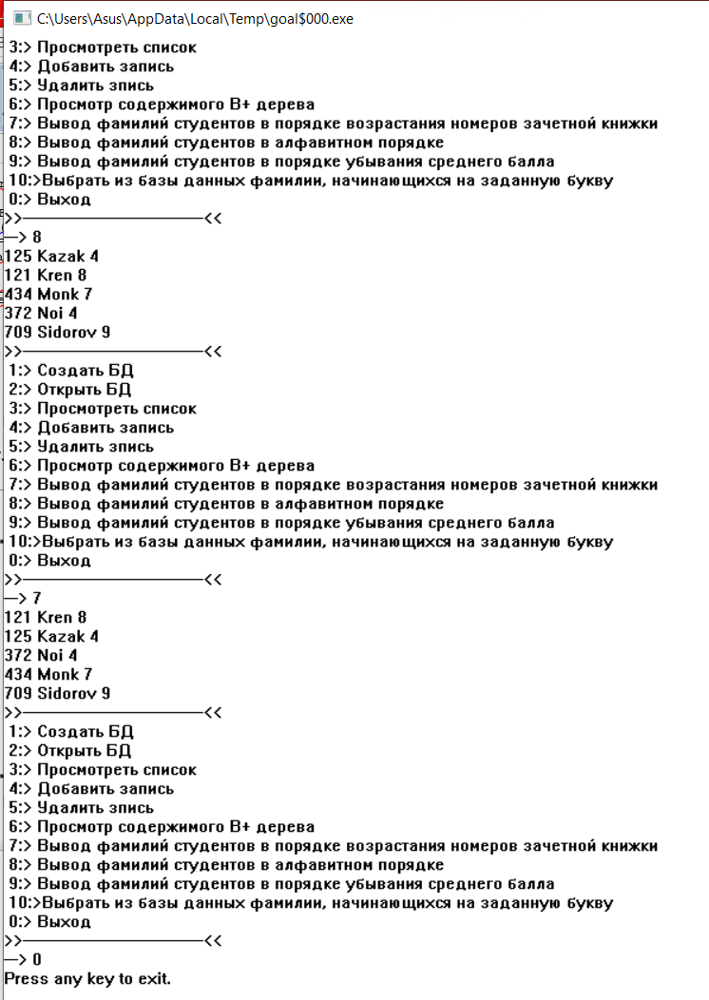 C:\Users\Asus\AppData\Local\Temp\goal$000.exe
3:> Просмотреть список
4:> Добавить запись
5:> Удалить зпись
6:> Просмотр содержимого B+ дерева
7:> Вывод фамилий студентов в порядке возрастания номеров зачетной книжки
8:> Вывод фамилий студентов в алфавитном порядке
9:> Вывод фамилий студентов в порядке убывания среднего балла
10:>Выбрать из базы данных фамилии, начинающихся на заданную букву
0:> Выход
>>——————————<<
—> 8
125 Kazak 4
121 Kren 8
434 Monk 7
372 Noi 4
709 Sidorov 9
>>——————————<<
1:> Создать БД
2:> Открыть БД
3:> Просмотреть список
4:> Добавить запись
5:> Удалить зпись
6:> Просмотр содержимого B+ дерева
7:> Вывод фамилий студентов в порядке возрастания номеров зачетной книжки
8:> Вывод фамилий студентов в алфавитном порядке
9:> Вывод фамилий студентов в порядке убывания среднего балла
10:>Выбрать из базы данных фамилии, начинающихся на заданную букву
0:> Выход
>>——————————<<
—> 7
121 Kren 8
125 Kazak 4
372 Noi 4
434 Monk 7
709 Sidorov 9
>>——————————<<
1:> Создать БД
2:> Открыть БД
3:> Просмотреть список
4:> Добавить запись
5:> Удалить зпись
6:> Просмотр содержимого B+ дерева
7:> Вывод фамилий студентов в порядке возрастания номеров зачетной книжки
8:> Вывод фамилий студентов в алфавитном порядке
9:> Вывод фамилий студентов в порядке убывания среднего балла
10:>Выбрать из базы данных фамилии, начинающихся на заданную букву
0:> Выход
>>——————————<<
—> 0
Press any key to exit.